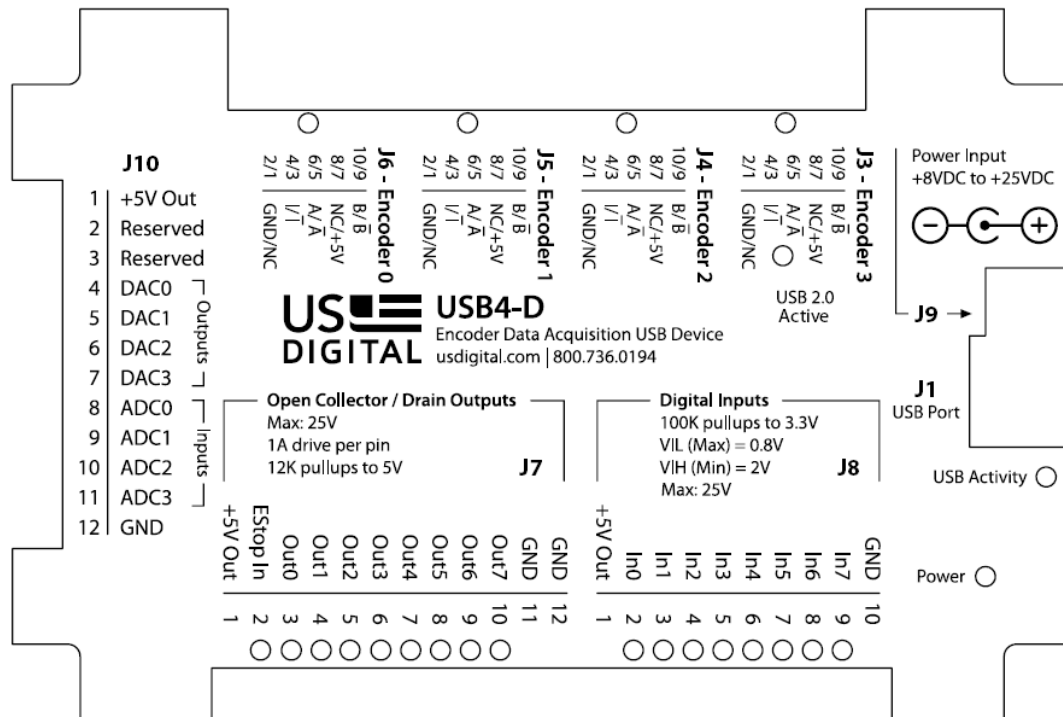 J10
1 +5V Out
2 Reserved
3 Reserved
4 DAC0
5 DAC1
6 DAC2
7 DAC3
Outputs
8 ADC0
9 ADC1
10 ADC2
11 ADC3
Inputs
12 GND
J6 - Encoder 0
10/9 B/B̅
8/7 NC/+5V
6/5 A/A̅
4/3 I/I̅
2/1 GND/NC
J5 - Encoder 1
10/9 B/B̅
8/7 NC/+5V
6/5 A/A̅
4/3 I/I̅
2/1 GND/NC
J4 - Encoder 2
10/9 B/B̅
8/7 NC/+5V
6/5 A/A̅
4/3 I/I̅
2/1 GND/NC
J3 - Encoder 3
10/9 B/B̅
8/7 NC/+5V
6/5 A/A̅
4/3 I/I̅
2/1 GND/NC
Power Input
+8VDC to +25VDC
USB 2.0
Active
J9
US
DIGITAL
USB4-D
Encoder Data Acquisition USB Device
usdigital.com | 800.736.0194
J1
USB Port
USB Activity
Power
Open Collector / Drain Outputs
Max: 25V
1A drive per pin
12K pullups to 5V
J7
+5V Out 1
EStop In 2
Out0 3
Out1 4
Out2 5
Out3 6
Out4 7
Out5 8
Out6 9
Out7 10
GND 11
GND 12
Digital Inputs
100K pullups to 3.3V
VIL (Max) = 0.8V
VIH (Min) = 2V
Max: 25V
J8
+5V Out 1
In0 2
In1 3
In2 4
In3 5
In4 6
In5 7
In6 8
In7 9
GND 10